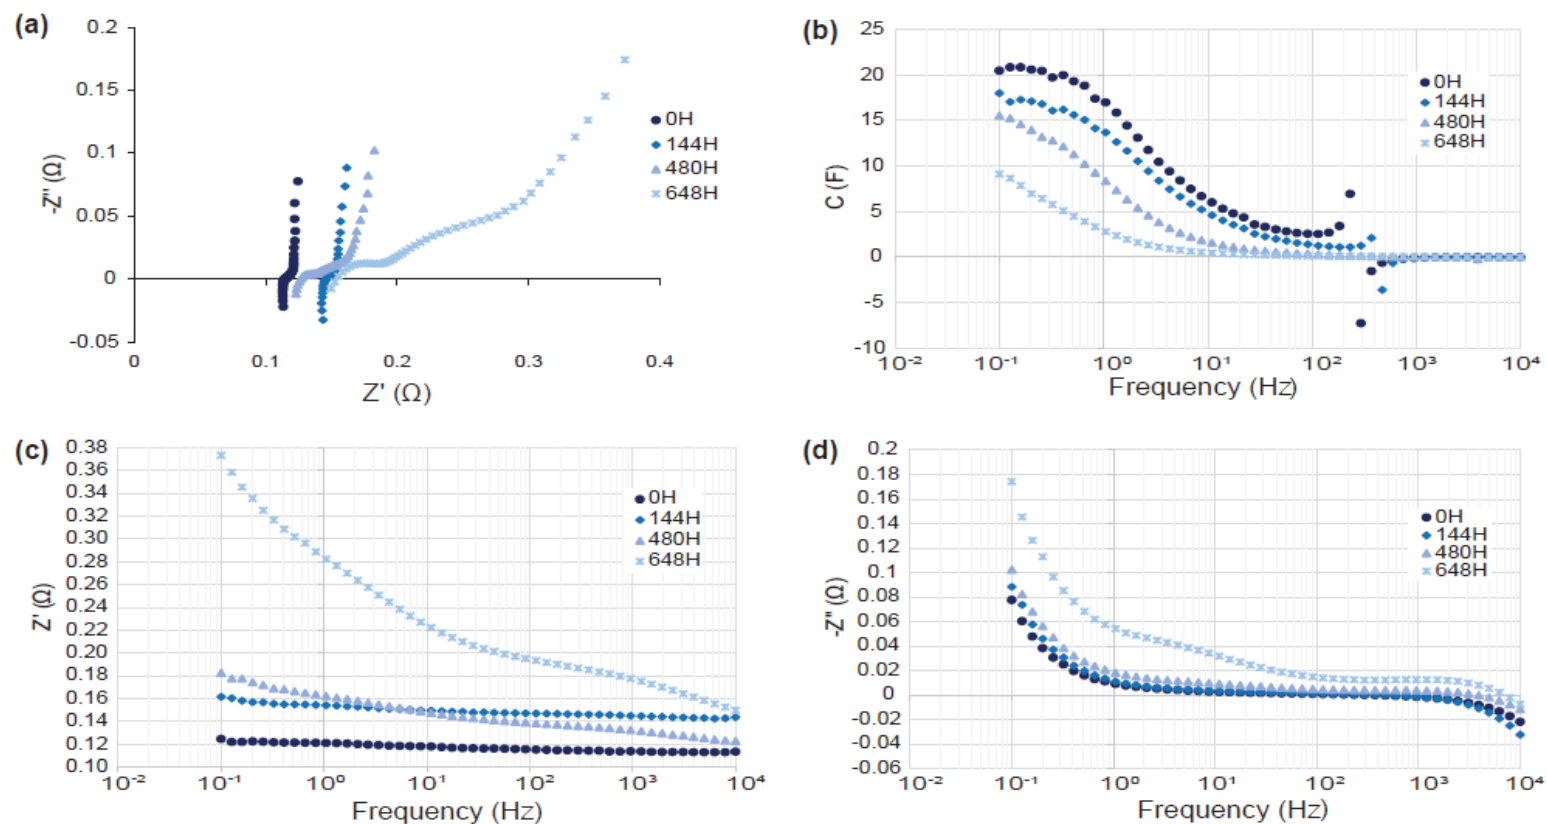 (a)
0.2
0.15
0.1
0.05
0
-0.05
-Z'' (Ω)
0 0.1 0.2 0.3 0.4
Z' (Ω)
0H
144H
480H
648H
(b)
25
20
15
10
5
0
-5
-10
C (F)
10⁻² 10⁻¹ 10⁰ 10¹ 10² 10³ 10⁴
Frequency (Hz)
0H
144H
480H
648H
(c)
0.38
0.36
0.34
0.32
0.30
0.28
0.26
0.24
0.22
0.20
0.18
0.16
0.14
0.12
0.10
Z' (Ω)
10⁻² 10⁻¹ 10⁰ 10¹ 10² 10³ 10⁴
Frequency (Hz)
0H
144H
480H
648H
(d)
0.2
0.18
0.16
0.14
0.12
0.1
0.08
0.06
0.04
0.02
0
-0.02
-0.04
-0.06
-Z'' (Ω)
10⁻² 10⁻¹ 10⁰ 10¹ 10² 10³ 10⁴
Frequency (Hz)
0H
144H
480H
648H